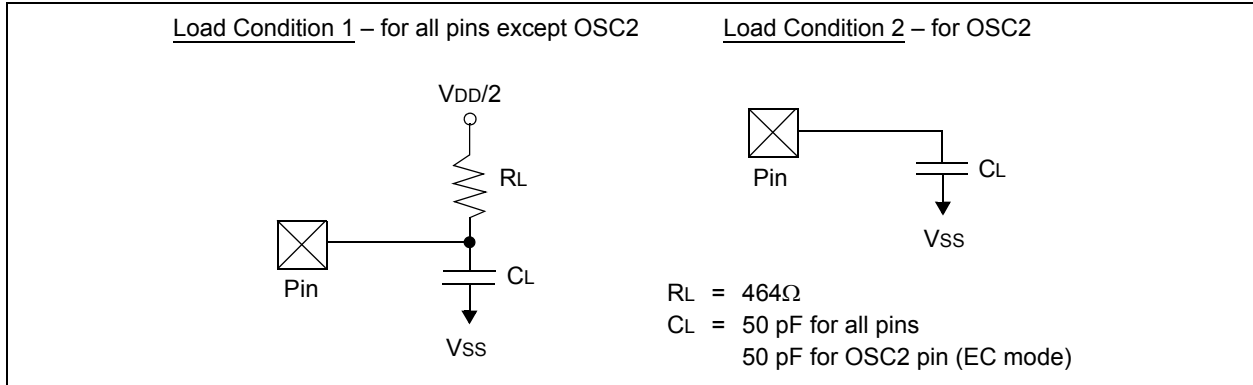 Load Condition 1 – for all pins except OSC2
VDD/2
RL
Pin
CL
VSS
Load Condition 2 – for OSC2
Pin
CL
VSS
RL = 464Ω
CL = 50 pF for all pins
50 pF for OSC2 pin (EC mode)